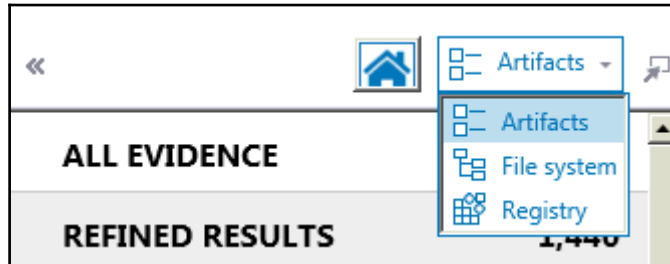 Artifacts
Artifacts
ALL EVIDENCE
File system
Registry
REFINED RESULTS 1,440